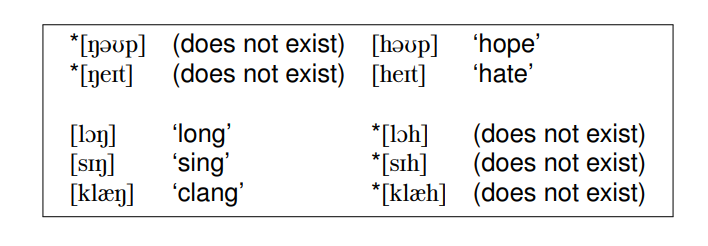 *[ŋəʊp] (does not exist) [həʊp] ‘hope’
*[ŋeɪt] (does not exist) [heɪt] ‘hate’
[lɔŋ] ‘long’ *[lɔh] (does not exist)
[sɪŋ] ‘sing’ *[sɪh] (does not exist)
[klæŋ] ‘clang’ *[klæh] (does not exist)